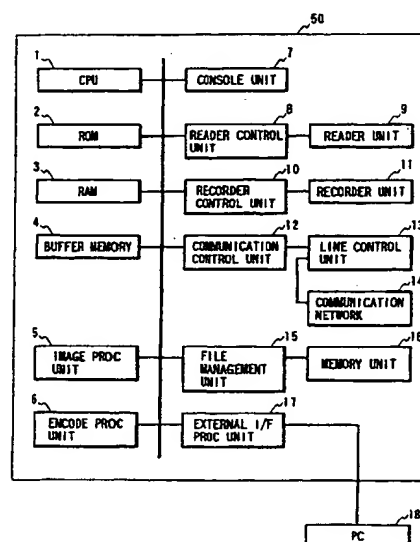 50
1
7
CPU
CONSOLE UNIT
2
8
9
ROM
READER CONTROL
UNIT
READER UNIT
3
10
11
RAM
RECORDER
CONTROL UNIT
RECORDER UNIT
4
12
13
BUFFER MEMORY
COMMUNICATION
CONTROL UNIT
LINE CONTROL
UNIT
14
COMMUNICATION
NETWORK
5
15
16
IMAGE PROC
UNIT
FILE
MANAGEMENT
UNIT
MEMORY UNIT
6
17
ENCODE PROC
UNIT
EXTERNAL I/F
PROC UNIT
18
PC